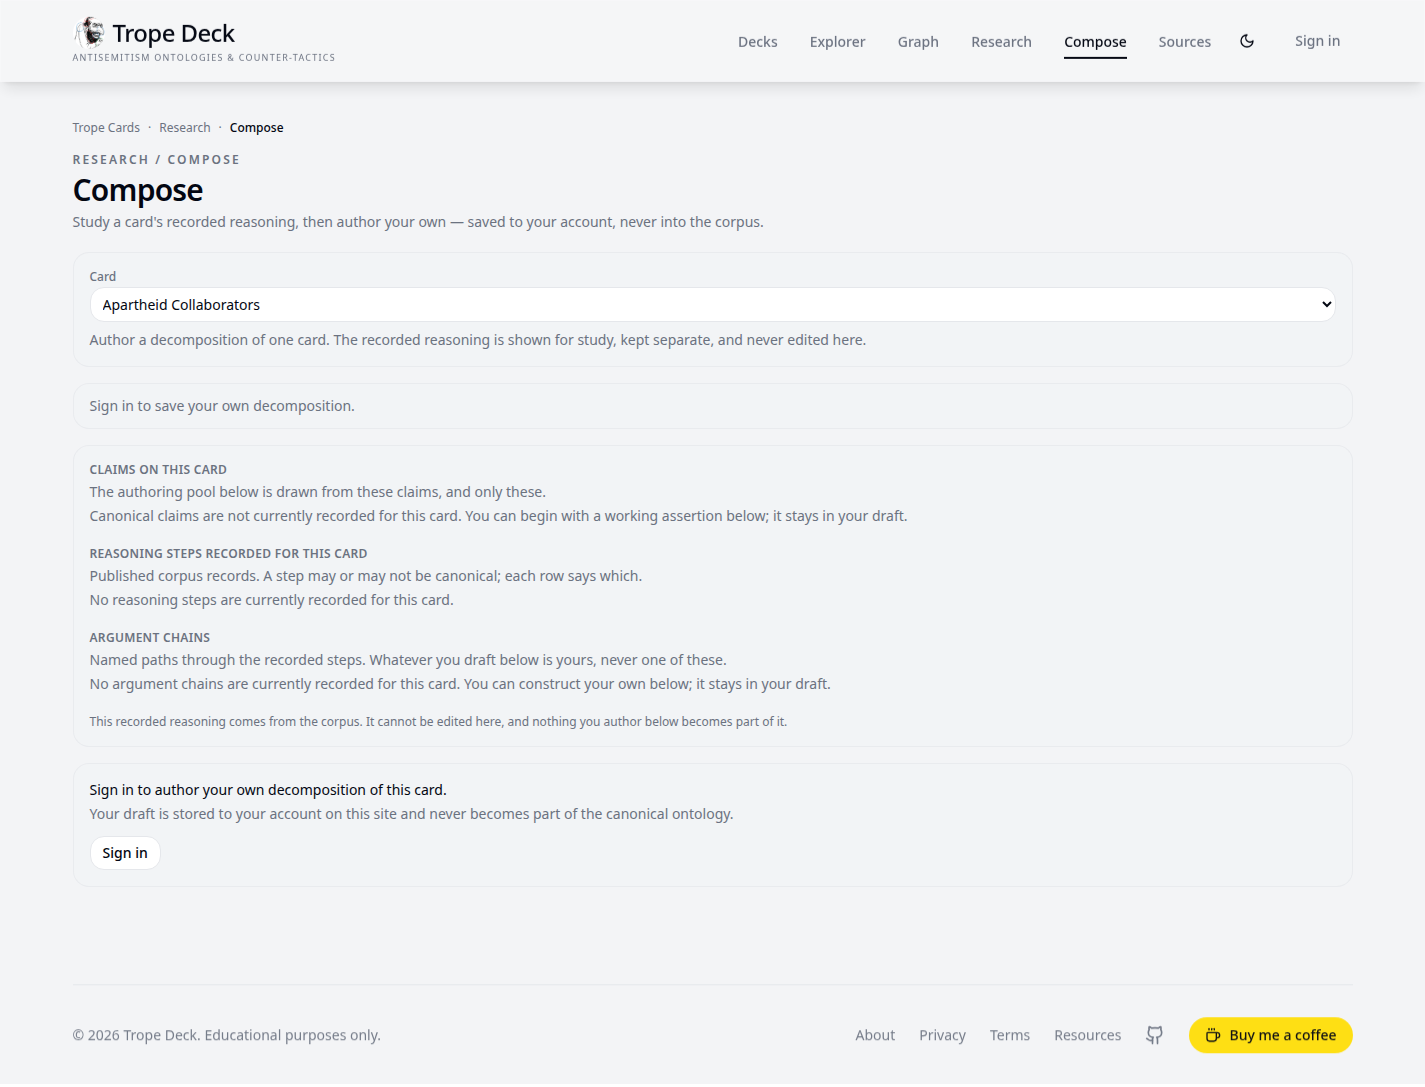 Trope Deck
ANTISEMITISM ONTOLOGIES & COUNTER-TACTICS
Decks
Explorer
Graph
Research
Compose
Sources
Sign in
Trope Cards · Research · Compose
RESEARCH / COMPOSE
Compose
Study a card's recorded reasoning, then author your own — saved to your account, never into the corpus.
Card
Apartheid Collaborators
Author a decomposition of one card. The recorded reasoning is shown for study, kept separate, and never edited here.
Sign in to save your own decomposition.
CLAIMS ON THIS CARD
The authoring pool below is drawn from these claims, and only these.
Canonical claims are not currently recorded for this card. You can begin with a working assertion below; it stays in your draft.
REASONING STEPS RECORDED FOR THIS CARD
Published corpus records. A step may or may not be canonical; each row says which.
No reasoning steps are currently recorded for this card.
ARGUMENT CHAINS
Named paths through the recorded steps. Whatever you draft below is yours, never one of these.
No argument chains are currently recorded for this card. You can construct your own below; it stays in your draft.
This recorded reasoning comes from the corpus. It cannot be edited here, and nothing you author below becomes part of it.
Sign in to author your own decomposition of this card.
Your draft is stored to your account on this site and never becomes part of the canonical ontology.
Sign in
© 2026 Trope Deck. Educational purposes only.
About
Privacy
Terms
Resources
Buy me a coffee